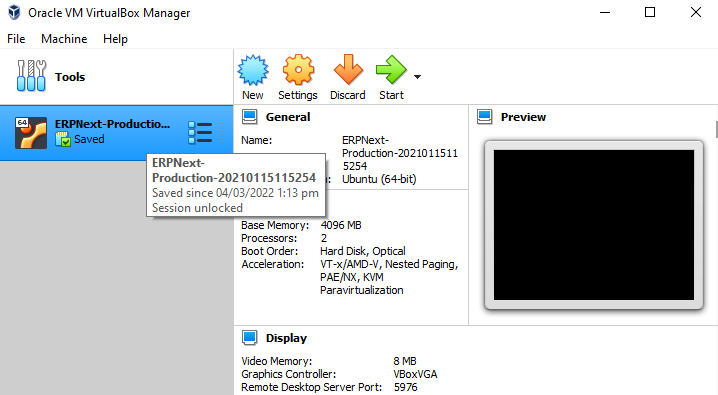 Oracle VM VirtualBox Manager
File Machine Help
Tools
New Settings Discard Start
64
ERPNext-Productio...
Saved
ERPNext-
Production-20210115115254
Saved since 04/03/2022 1:13 pm
Session unlocked
General
Name: ERPNext-
Production-2021011511
5254
Ubuntu (64-bit)
Base Memory: 4096 MB
Processors: 2
Boot Order: Hard Disk, Optical
Acceleration: VT-x/AMD-V, Nested Paging,
PAE/NX, KVM
Paravirtualization
Preview
Display
Video Memory: 8 MB
Graphics Controller: VBoxVGA
Remote Desktop Server Port: 5976